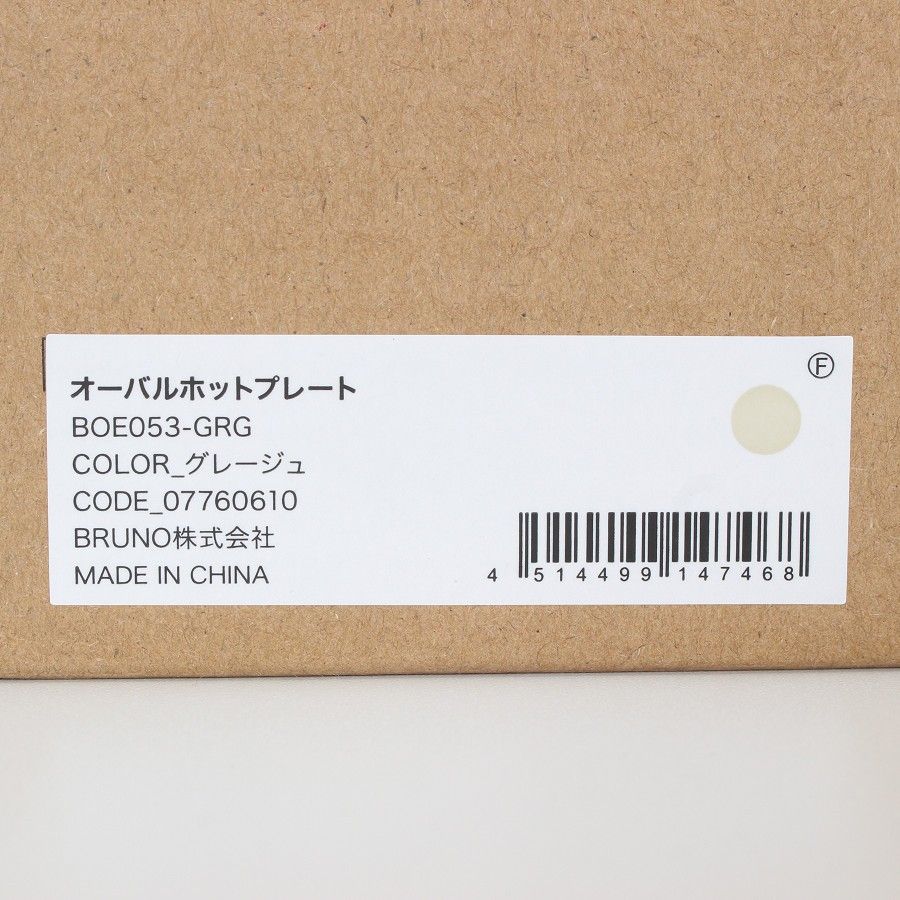 Ⓕ
オーバルホットプレート
BOE053-GRG
COLOR_グレージュ
CODE_07760610
BRUNO株式会社
MADE IN CHINA
4 514499 147468